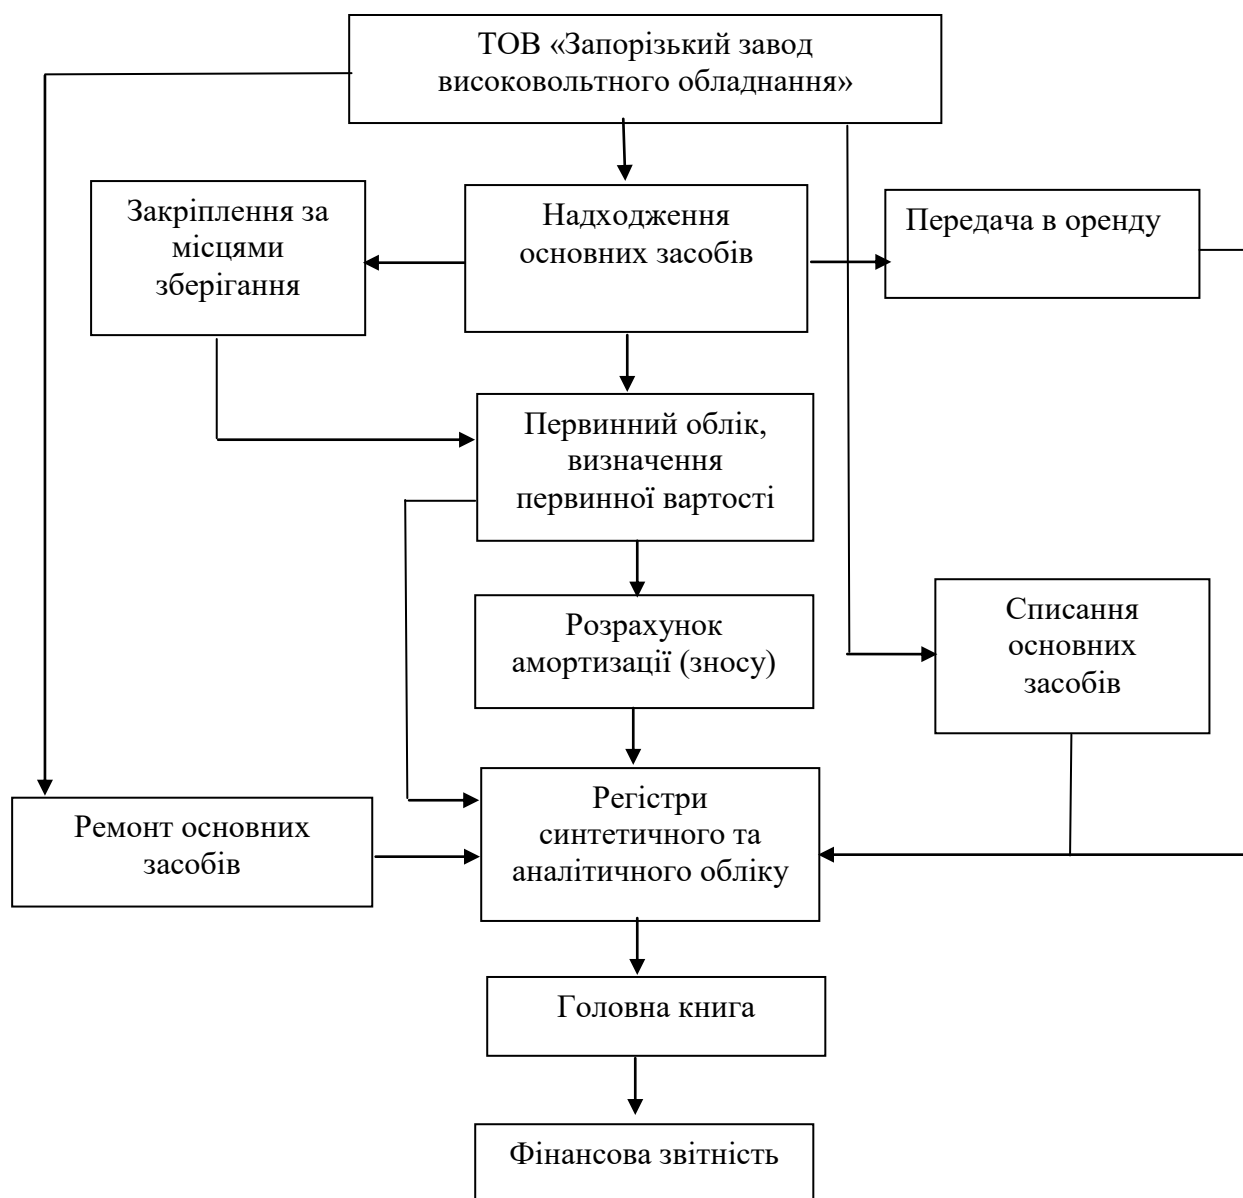 ТОВ «Запорізький завод
високовольтного обладнання»
Закріплення за
місцями
зберігання
Надходження
основних засобів
Передача в оренду
Первинний облік,
визначення
первинної вартості
Розрахунок
амортизації (зносу)
Списання
основних
засобів
Ремонт основних
засобів
Регістри
синтетичного та
аналітичного обліку
Головна книга
Фінансова звітність